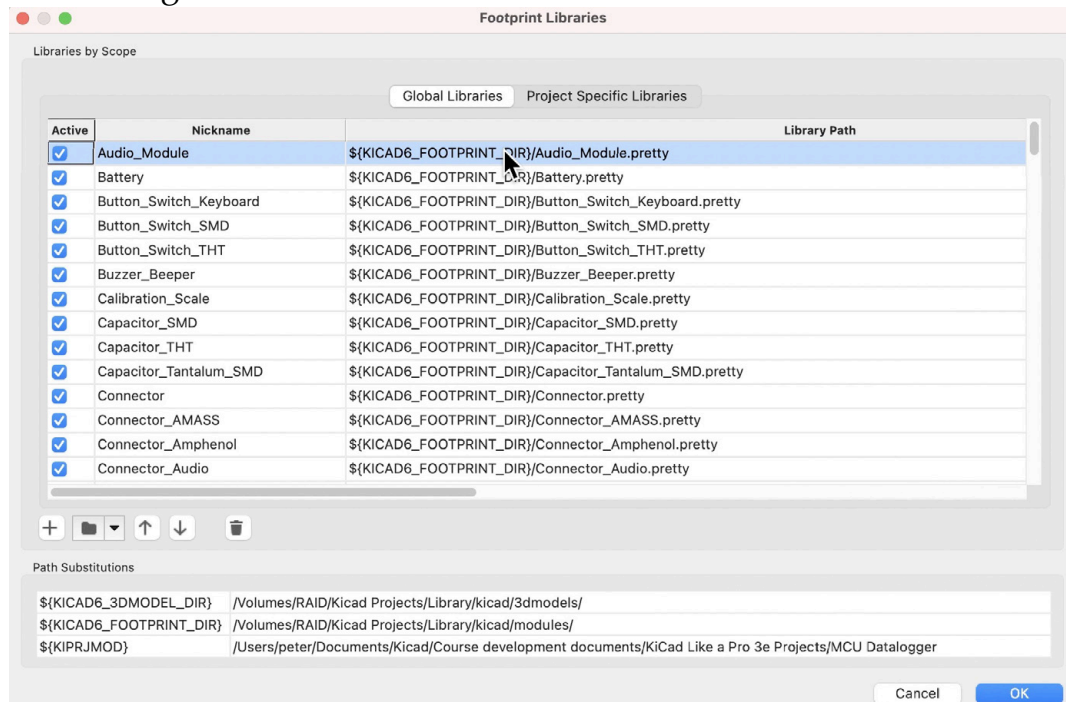 Footprint Libraries
Libraries by Scope
Global Libraries Project Specific Libraries
Active Nickname Library Path
Audio_Module ${KICAD6_FOOTPRINT_DIR}/Audio_Module.pretty
Battery ${KICAD6_FOOTPRINT_DIR}/Battery.pretty
Button_Switch_Keyboard ${KICAD6_FOOTPRINT_DIR}/Button_Switch_Keyboard.pretty
Button_Switch_SMD ${KICAD6_FOOTPRINT_DIR}/Button_Switch_SMD.pretty
Button_Switch_THT ${KICAD6_FOOTPRINT_DIR}/Button_Switch_THT.pretty
Buzzer_Beeper ${KICAD6_FOOTPRINT_DIR}/Buzzer_Beeper.pretty
Calibration_Scale ${KICAD6_FOOTPRINT_DIR}/Calibration_Scale.pretty
Capacitor_SMD ${KICAD6_FOOTPRINT_DIR}/Capacitor_SMD.pretty
Capacitor_THT ${KICAD6_FOOTPRINT_DIR}/Capacitor_THT.pretty
Capacitor_Tantalum_SMD ${KICAD6_FOOTPRINT_DIR}/Capacitor_Tantalum_SMD.pretty
Connector ${KICAD6_FOOTPRINT_DIR}/Connector.pretty
Connector_AMASS ${KICAD6_FOOTPRINT_DIR}/Connector_AMASS.pretty
Connector_Amphenol ${KICAD6_FOOTPRINT_DIR}/Connector_Amphenol.pretty
Connector_Audio ${KICAD6_FOOTPRINT_DIR}/Connector_Audio.pretty
Path Substitutions
${KICAD6_3DMODEL_DIR} /Volumes/RAID/Kicad Projects/Library/kicad/3dmodels/
${KICAD6_FOOTPRINT_DIR} /Volumes/RAID/Kicad Projects/Library/kicad/modules/
${KIPRJMOD} /Users/peter/Documents/Kicad/Course development documents/KiCad Like a Pro 3e Projects/MCU Datalogger
Cancel OK